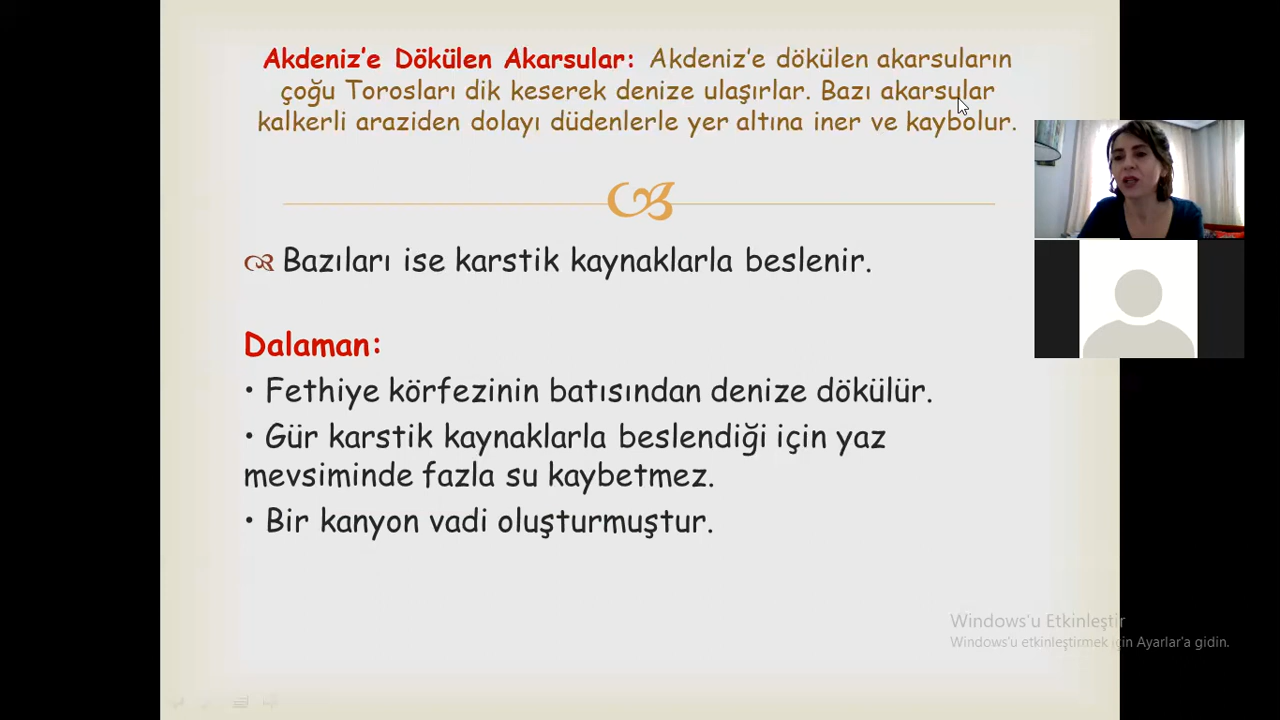 Akdeniz’e Dökülen Akarsular: Akdeniz’e dökülen akarsuların
çoğu Torosları dik keserek denize ulaşırlar. Bazı akarsular
kalkerli araziden dolayı düdenlerle yer altına iner ve kaybolur.
Bazıları ise karstik kaynaklarla beslenir.
Dalaman:
• Fethiye körfezinin batısından denize dökülür.
• Gür karstik kaynaklarla beslendiği için yaz
mevsiminde fazla su kaybetmez.
• Bir kanyon vadi oluşturmuştur.
Windows'u Etkinleştir
Windows'u etkinleştirmek için Ayarlar'a gidin.